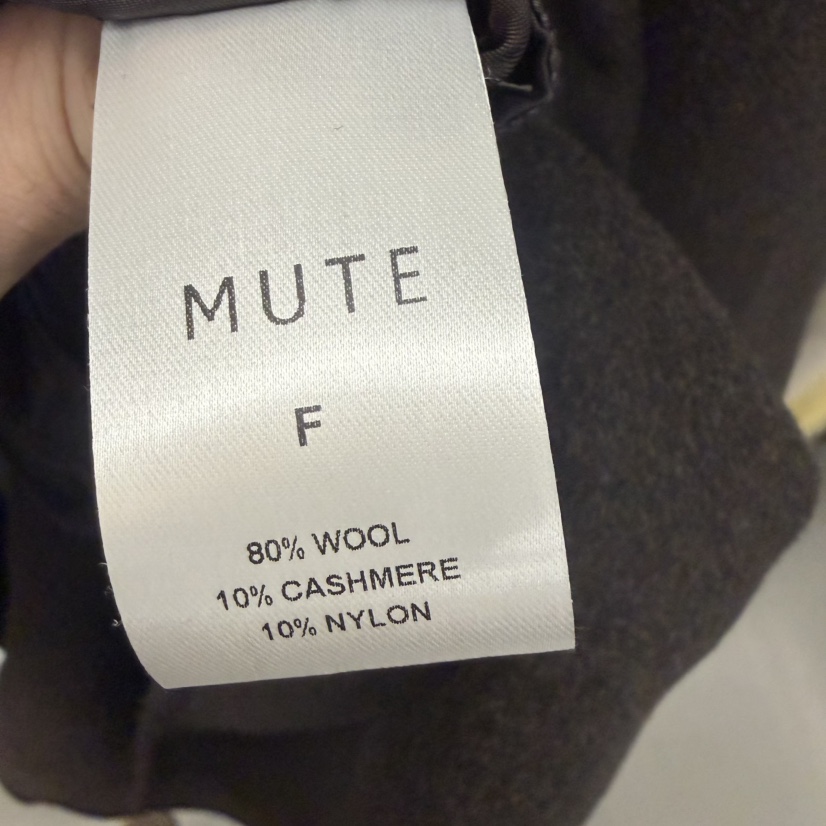 MUTE
F
80% WOOL
10% CASHMERE
10% NYLON